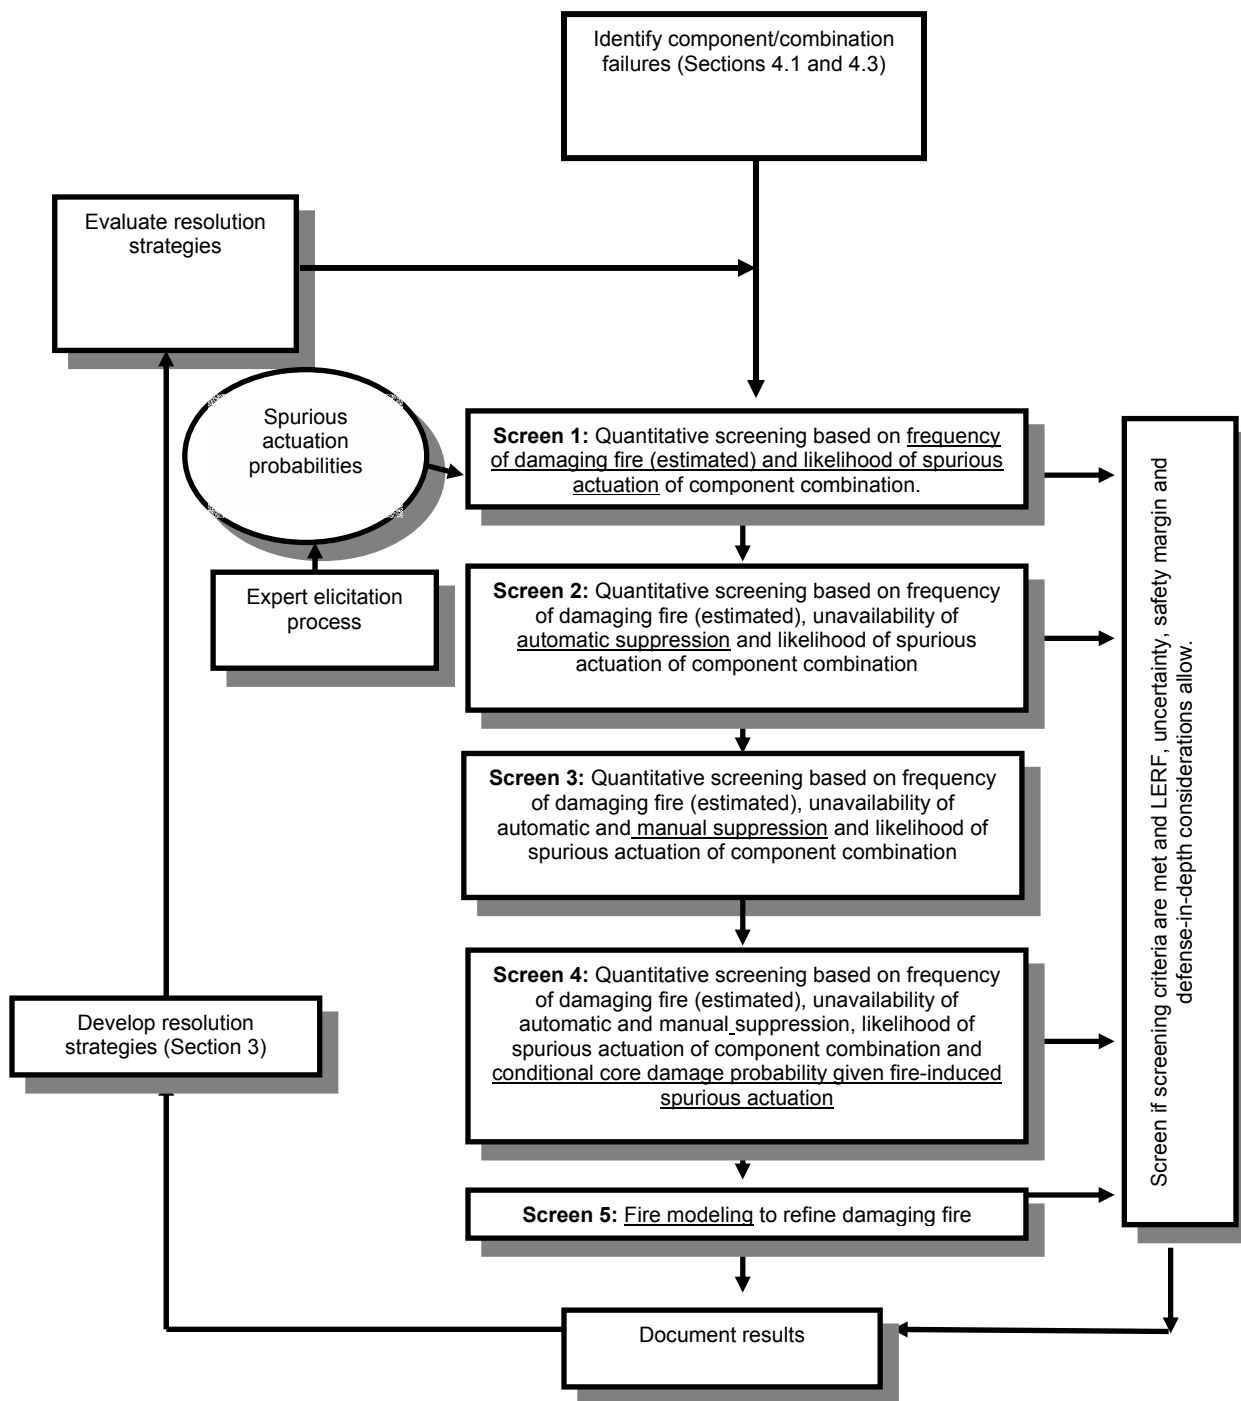 Identify component/combination
failures (Sections 4.1 and 4.3)
Evaluate resolution
strategies
Spurious
actuation
probabilities
Expert elicitation
process
Screen 1: Quantitative screening based on frequency
of damaging fire (estimated) and likelihood of spurious
actuation of component combination.
Screen 2: Quantitative screening based on frequency
of damaging fire (estimated), unavailability of
automatic suppression and likelihood of spurious
actuation of component combination
Screen 3: Quantitative screening based on frequency
of damaging fire (estimated), unavailability of
automatic and manual suppression and likelihood of
spurious actuation of component combination
Screen 4: Quantitative screening based on frequency
of damaging fire (estimated), unavailability of
automatic and manual suppression, likelihood of
spurious actuation of component combination and
conditional core damage probability given fire-induced
spurious actuation
Screen 5: Fire modeling to refine damaging fire
Screen if screening criteria are met and LERF, uncertainty, safety margin and
defense-in-depth considerations allow.
Develop resolution
strategies (Section 3)
Document results